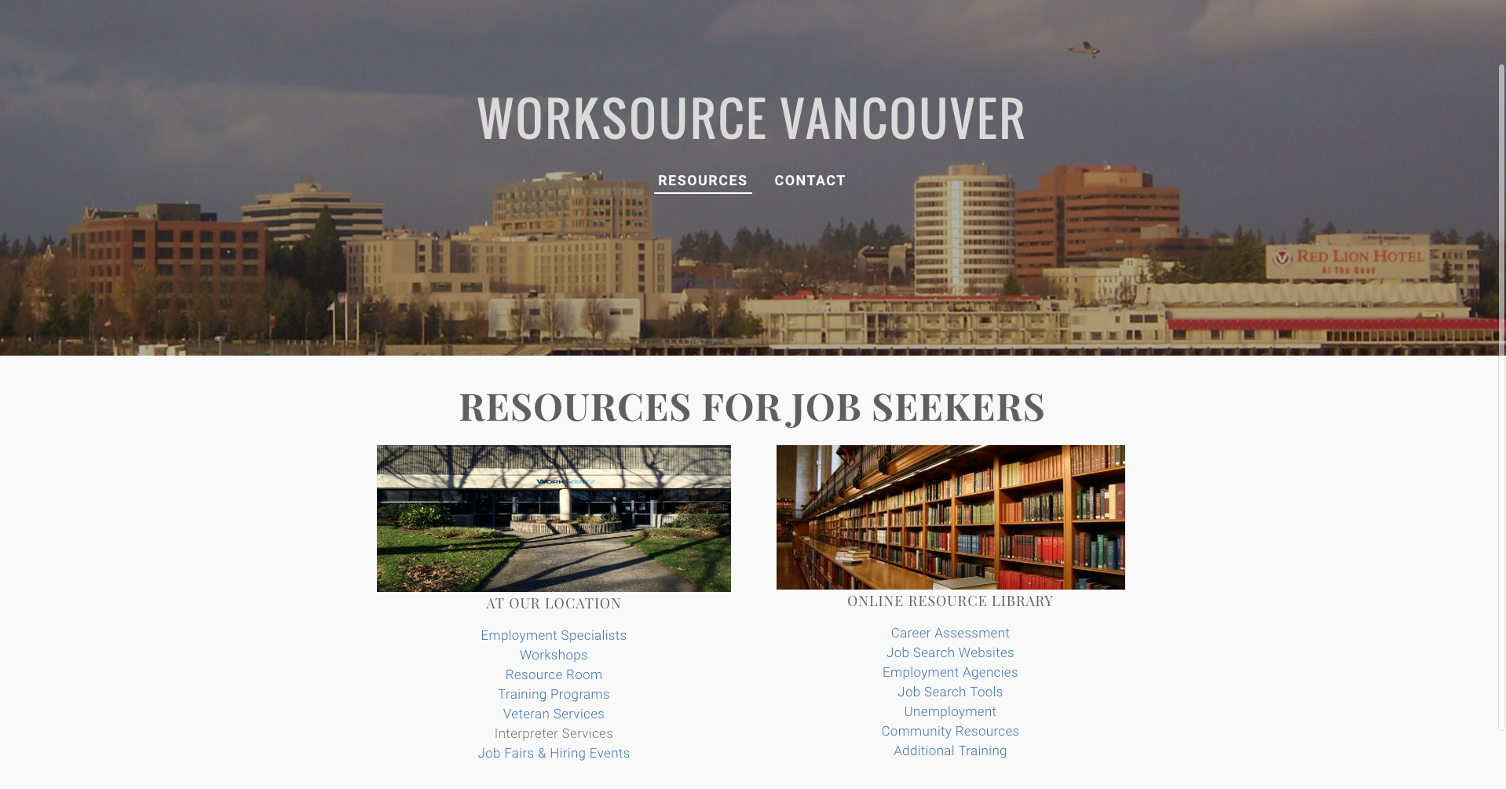 WORKSOURCE VANCOUVER
RESOURCES CONTACT
RED LION HOTEL
At The Quay
RESOURCES FOR JOB SEEKERS
WORKSource
AT OUR LOCATION
Employment Specialists
Workshops
Resource Room
Training Programs
Veteran Services
Interpreter Services
Job Fairs & Hiring Events
ONLINE RESOURCE LIBRARY
Career Assessment
Job Search Websites
Employment Agencies
Job Search Tools
Unemployment
Community Resources
Additional Training